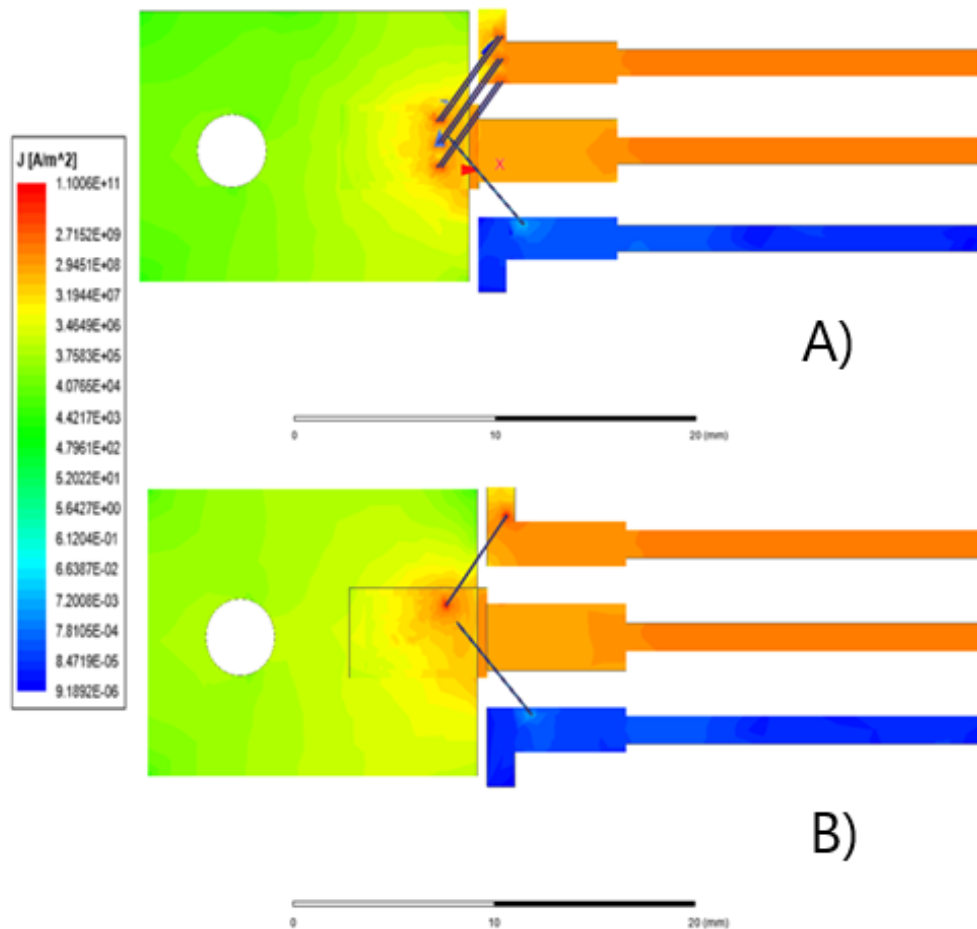 J [A/m^2]
1.1006E+11
2.7152E+09
2.9451E+08
3.1944E+07
3.4649E+06
3.7583E+05
4.0765E+04
4.4217E+03
4.7961E+02
5.2022E+01
5.6427E+00
6.1204E-01
6.6387E-02
7.2008E-03
7.8105E-04
8.4719E-05
9.1892E-06
X
A)
0 10 20 (mm)
B)
0 10 20 (mm)